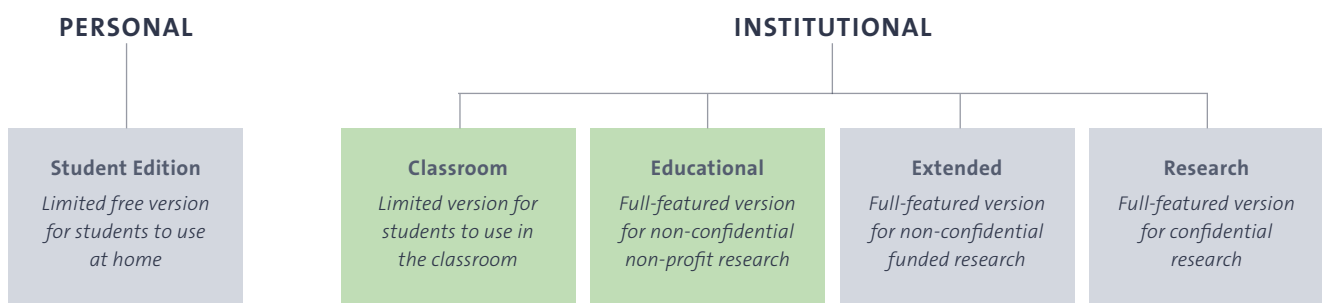 PERSONAL
INSTITUTIONAL
Student Edition
Limited free version
for students to use
at home
Classroom
Limited version for
students to use in
the classroom
Educational
Full-featured version
for non-confidential
non-profit research
Extended
Full-featured version
for non-confidential
funded research
Research
Full-featured version
for confidential
research